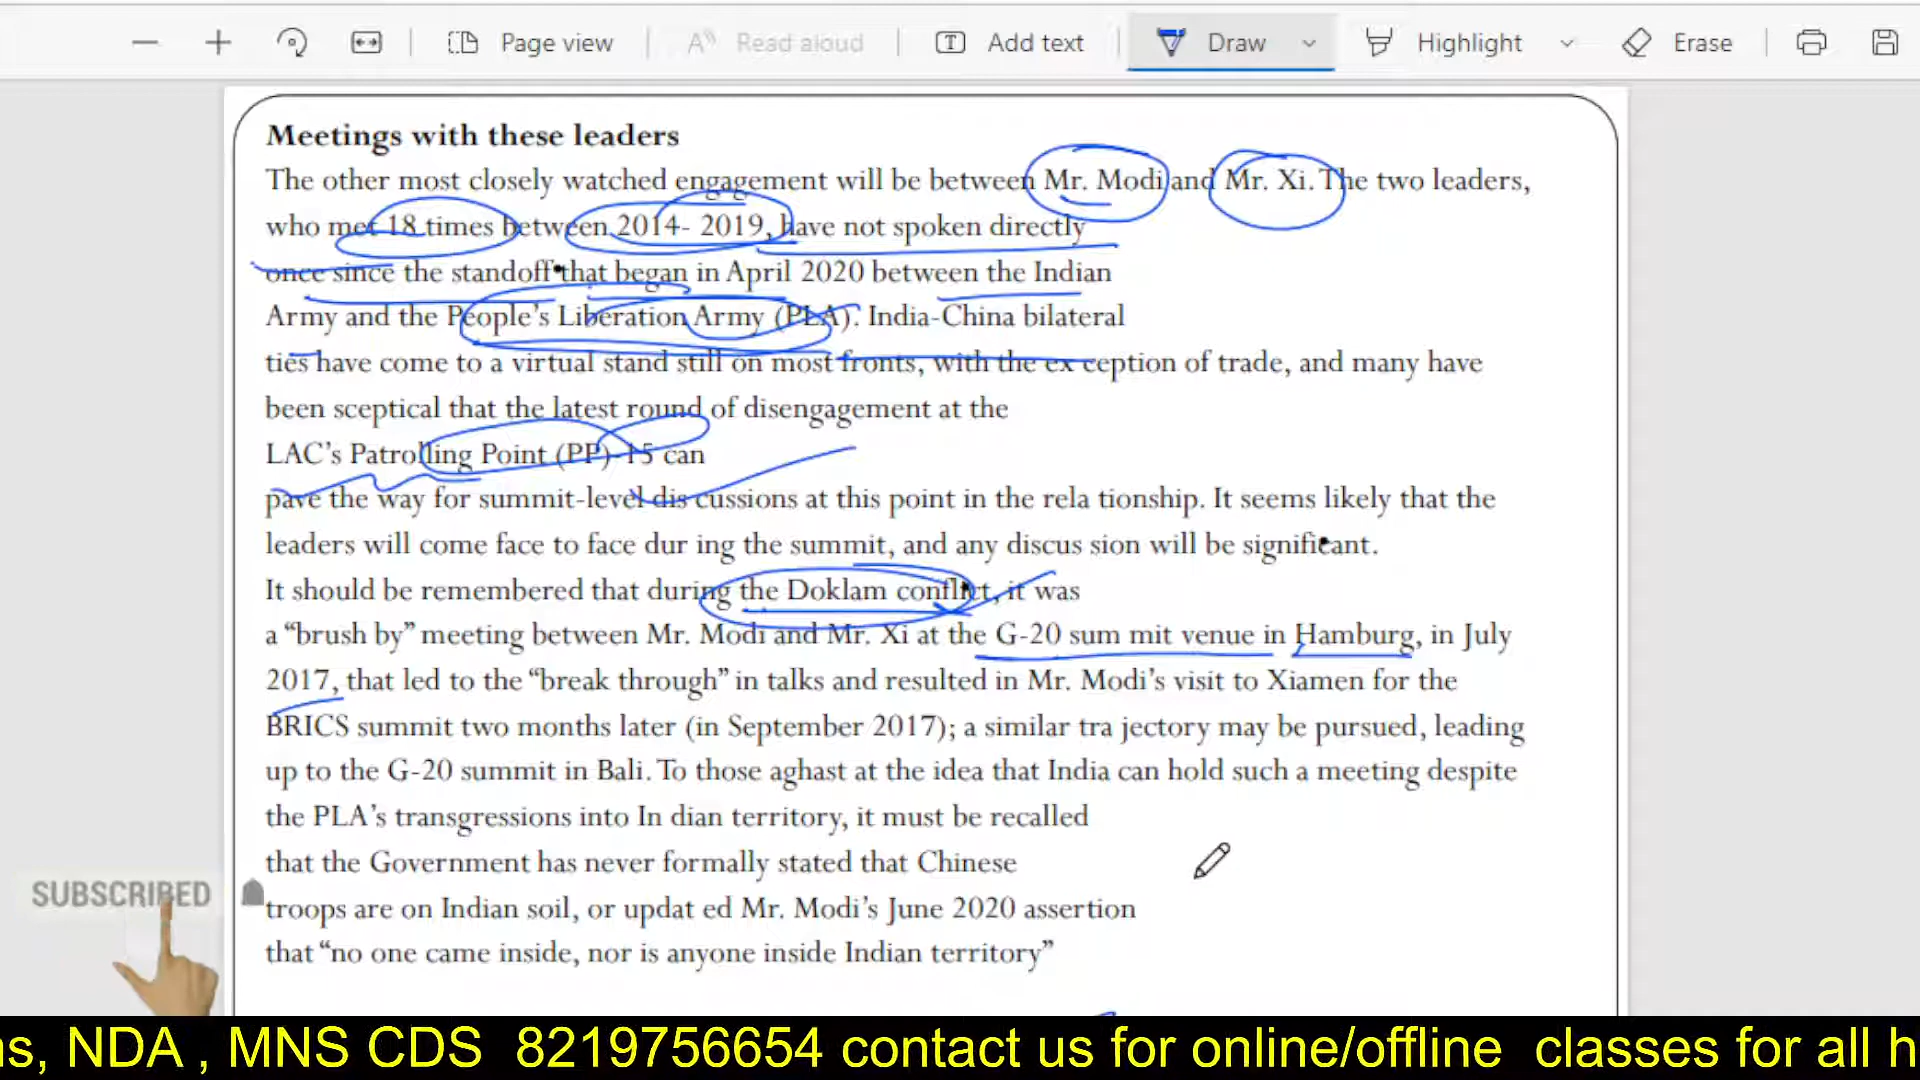 Page view
Read aloud
Add text
Draw
Highlight
Erase
Meetings with these leaders
The other most closely watched engagement will be between Mr. Modi and Mr. Xi. The two leaders,
who met 18 times between 2014- 2019, have not spoken directly
once since the standoff that began in April 2020 between the Indian
Army and the People's Liberation Army (PLA). India-China bilateral
ties have come to a virtual stand still on most fronts, with the ex ception of trade, and many have
been sceptical that the latest round of disengagement at the
LAC's Patrolling Point (PP)-15 can
pave the way for summit-level dis cussions at this point in the rela tionship. It seems likely that the
leaders will come face to face dur ing the summit, and any discus sion will be significant.
It should be remembered that during the Doklam conflict, it was
a “brush by” meeting between Mr. Modi and Mr. Xi at the G-20 sum mit venue in Hamburg, in July
2017, that led to the “break through” in talks and resulted in Mr. Modi's visit to Xiamen for the
BRICS summit two months later (in September 2017); a similar tra jectory may be pursued, leading
up to the G-20 summit in Bali. To those aghast at the idea that India can hold such a meeting despite
the PLA's transgressions into In dian territory, it must be recalled
that the Government has never formally stated that Chinese
troops are on Indian soil, or updat ed Mr. Modi's June 2020 assertion
that “no one came inside, nor is anyone inside Indian territory”
SUBSCRIBED
ns, NDA , MNS CDS 8219756654 contact us for online/offline classes for all h